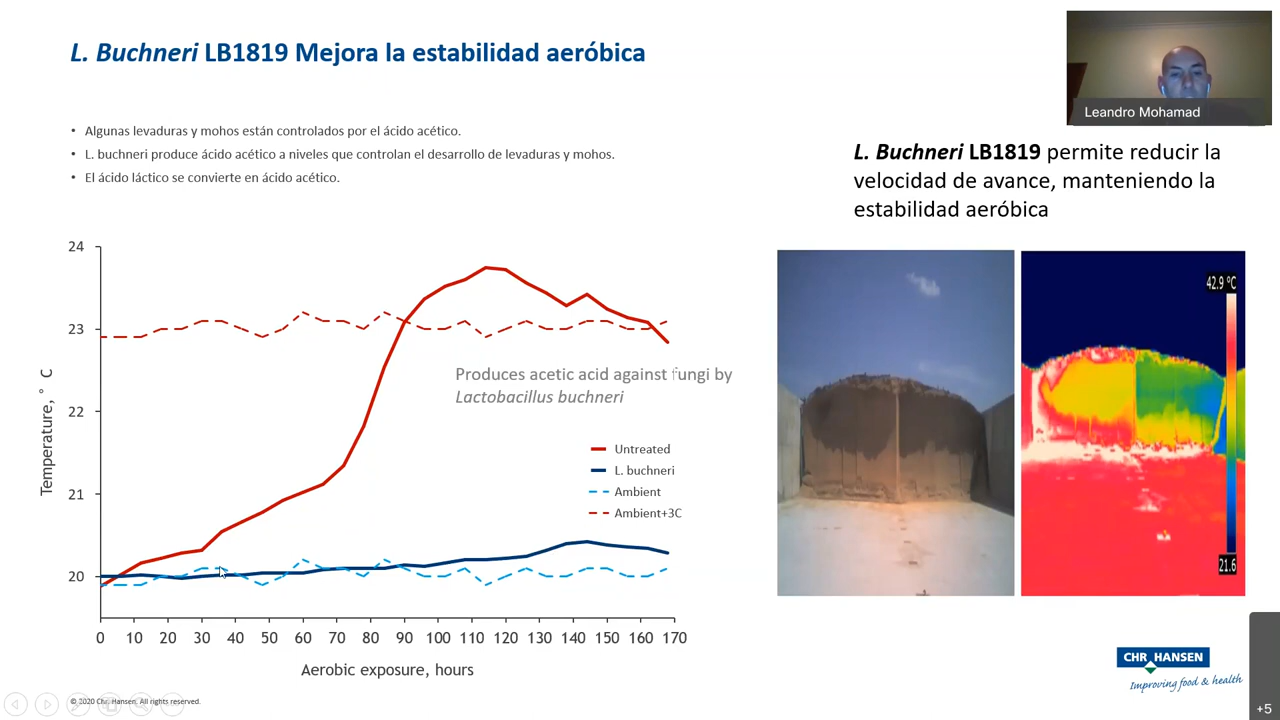 L. Buchneri LB1819 Mejora la estabilidad aeróbica
Leandro Mohamad
• Algunas levaduras y mohos están controlados por el ácido acético.
• L. buchneri produce ácido acético a niveles que controlan el desarrollo de levaduras y mohos.
• El ácido láctico se convierte en ácido acético.
L. Buchneri LB1819 permite reducir la
velocidad de avance, manteniendo la
estabilidad aeróbica
24
23
22
21
20
Temperature, ° C
Produces acetic acid against fungi by
Lactobacillus buchneri
Untreated
L. buchneri
Ambient
Ambient+3C
0 10 20 30 40 50 60 70 80 90 100 110 120 130 140 150 160 170
Aerobic exposure, hours
42.9 °C
21.6
CHR HANSEN
Improving food & health
© 2020 Chr. Hansen. All rights reserved.
+5